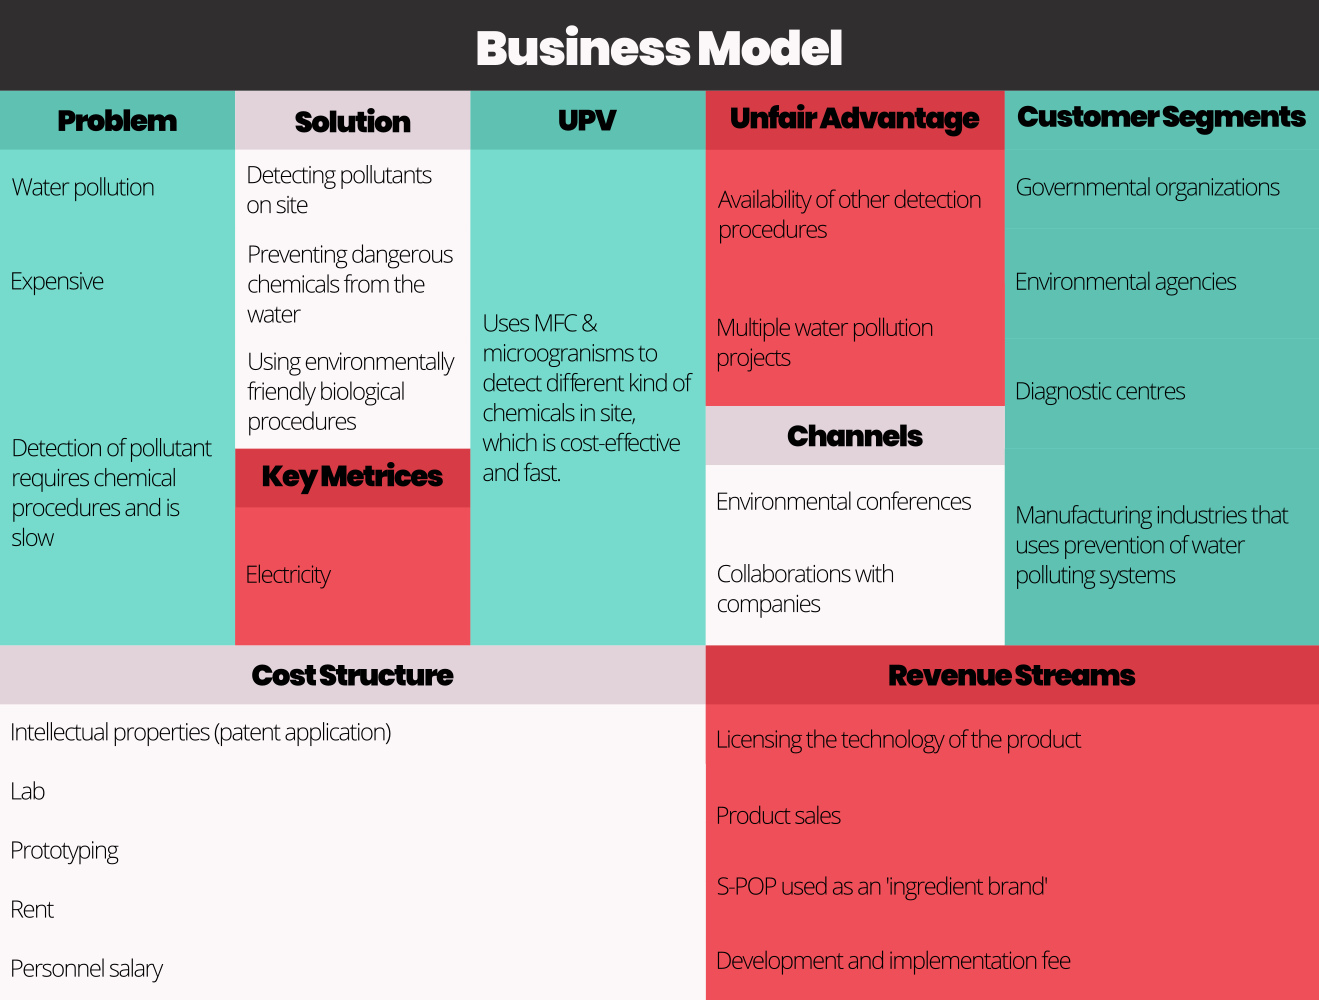 Business Model
Problem
Water pollution
Expensive
Detection of pollutant
requires chemical
procedures and is
slow
Solution
Detecting pollutants
on site
Preventing dangerous
chemicals from the
water
Using environmentally
friendly biological
procedures
Key Metrices
Electricity
UPV
Uses MFC &
microogranisms to
detect different kind of
chemicals in site,
which is cost-effective
and fast.
Unfair Advantage
Availability of other detection
procedures
Multiple water pollution
projects
Channels
Environmental conferences
Collaborations with
companies
Customer Segments
Governmental organizations
Environmental agencies
Diagnostic centres
Manufacturing industries that
uses prevention of water
polluting systems
Cost Structure
Intellectual properties (patent application)
Lab
Prototyping
Rent
Personnel salary
Revenue Streams
Licensing the technology of the product
Product sales
S-POP used as an 'ingredient brand'
Development and implementation fee